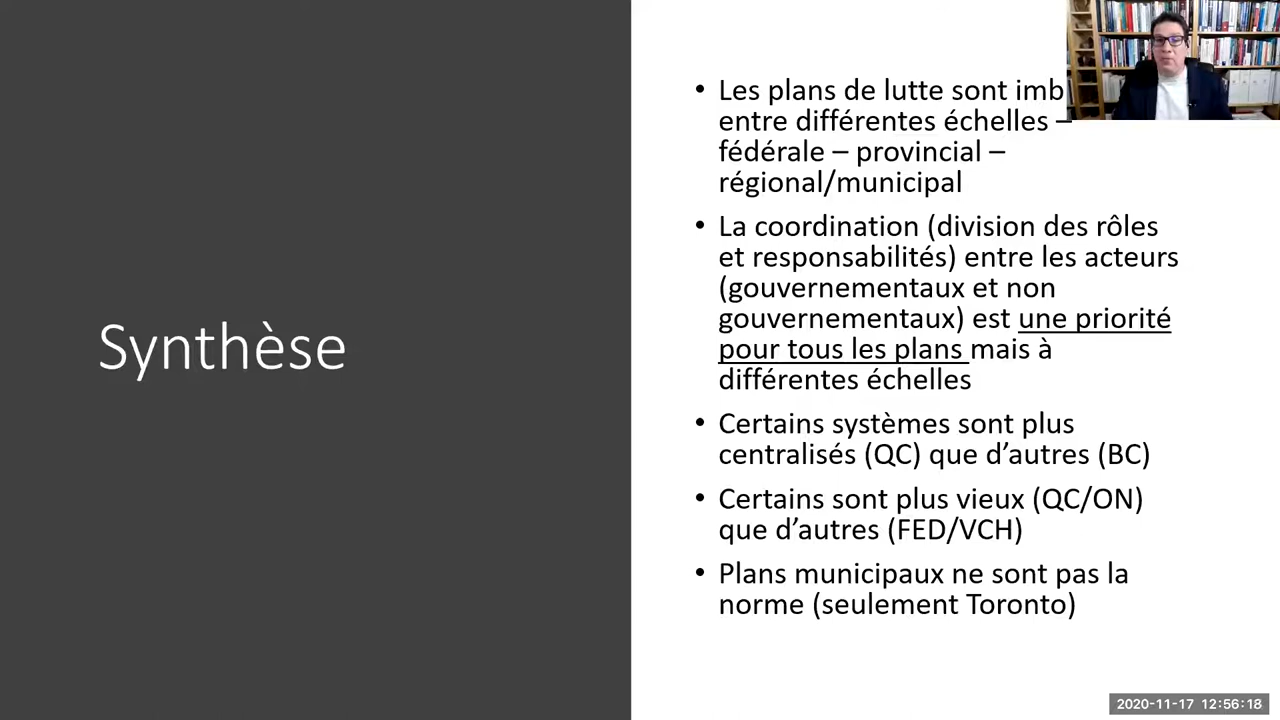 Synthèse
• Les plans de lutte sont
entre différentes échelles –
fédérale – provincial –
régional/municipal
• La coordination (division des rôles
et responsabilités) entre les acteurs
(gouvernementaux et non
gouvernementaux) est une priorité
pour tous les plans mais à
différentes échelles
• Certains systèmes sont plus
centralisés (QC) que d’autres (BC)
• Certains sont plus vieux (QC/ON)
que d’autres (FED/VCH)
• Plans municipaux ne sont pas la
norme (seulement Toronto)
2020-11-17 12:56:18